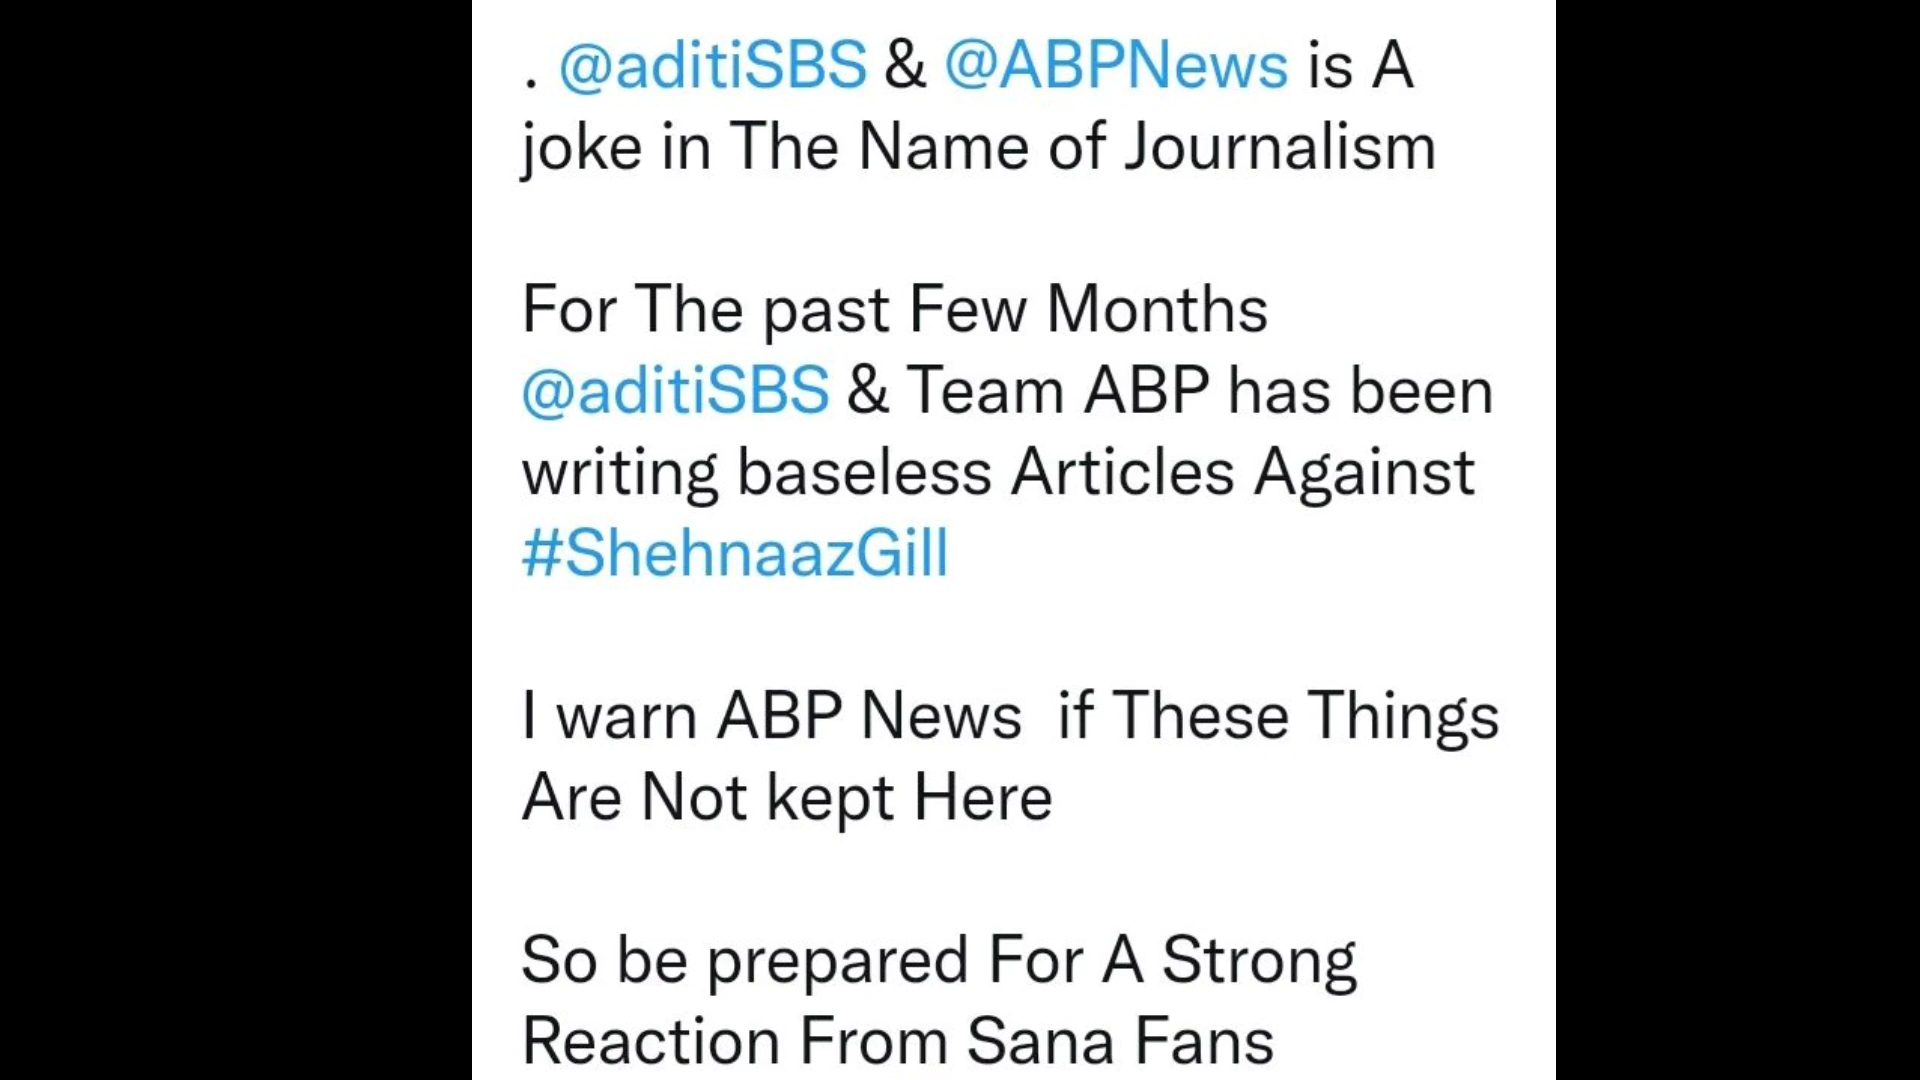 . @aditiSBS & @ABPNews is A
joke in The Name of Journalism
For The past Few Months
@aditiSBS & Team ABP has been
writing baseless Articles Against
#ShehnaazGill
I warn ABP News  if These Things
Are Not kept Here
So be prepared For A Strong
Reaction From Sana Fans